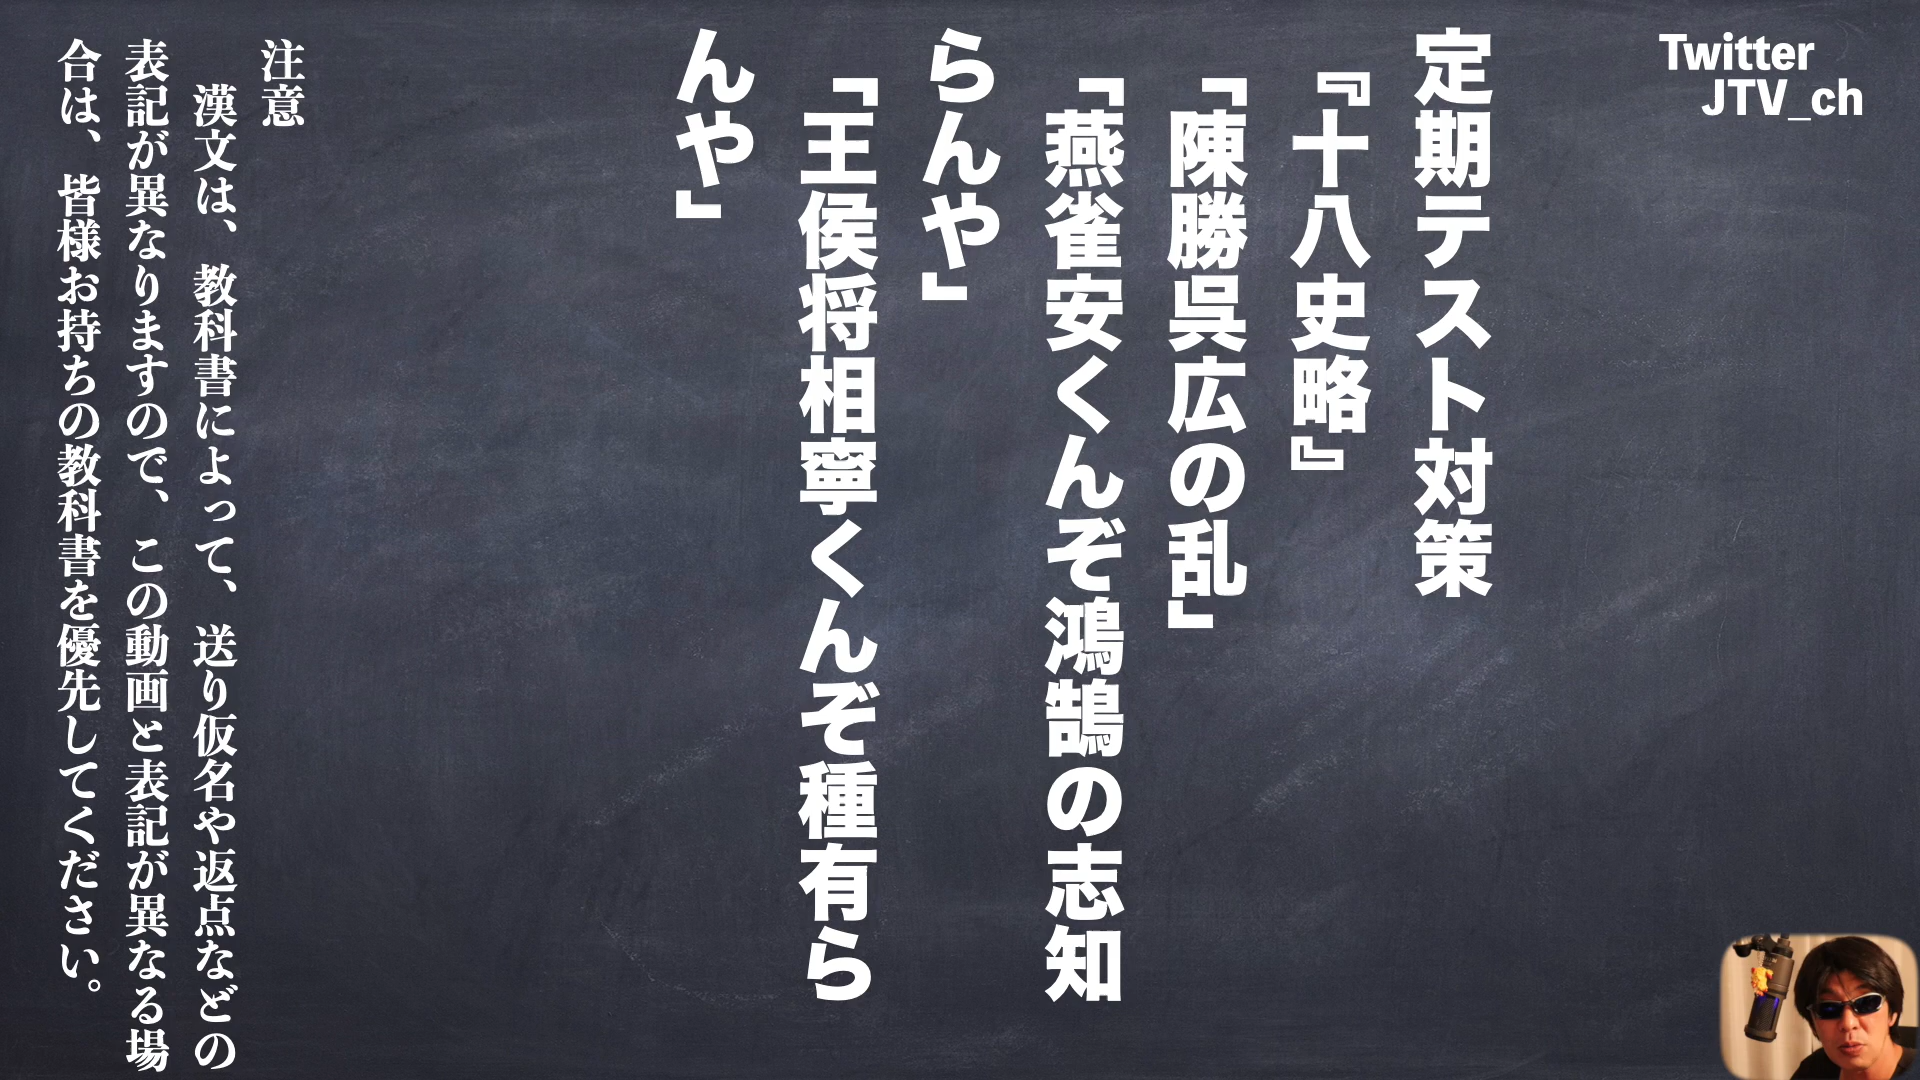 Twitter
JTV_ch
定期テスト対策
『十八史略』
「陳勝呉広の乱」
「燕雀安くんぞ鴻鵠の志知
らんや」
「王侯将相寧くんぞ種有ら
んや」
注意
漢文は、教科書によって、送り仮名や返点などの
表記が異なりますので、この動画と表記が異なる場
合は、皆様お持ちの教科書を優先してください。